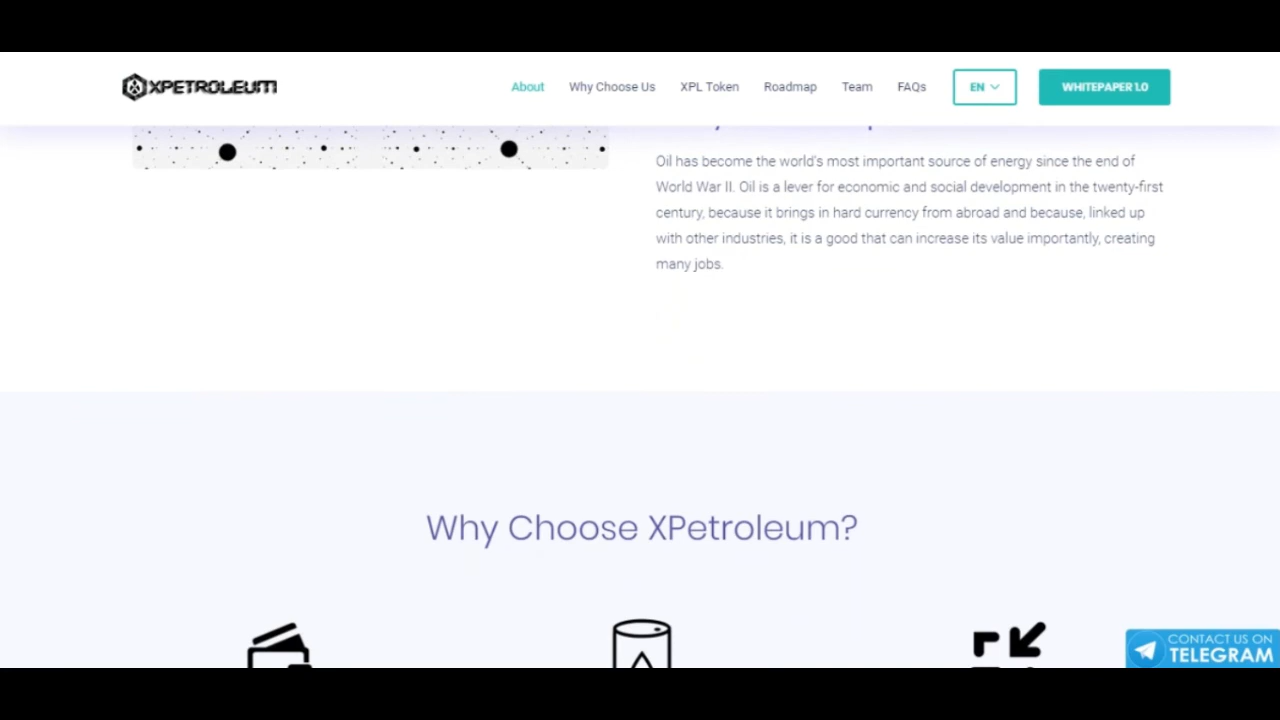 XPETROLEUM
About Why Choose Us XPL Token Roadmap Team FAQs EN WHITEPAPER 1.0
Oil has become the world's most important source of energy since the end of
World War II. Oil is a lever for economic and social development in the twenty-first
century, because it brings in hard currency from abroad and because, linked up
with other industries, it is a good that can increase its value importantly, creating
many jobs.
Why Choose XPetroleum?
CONTACT US ON
TELEGRAM